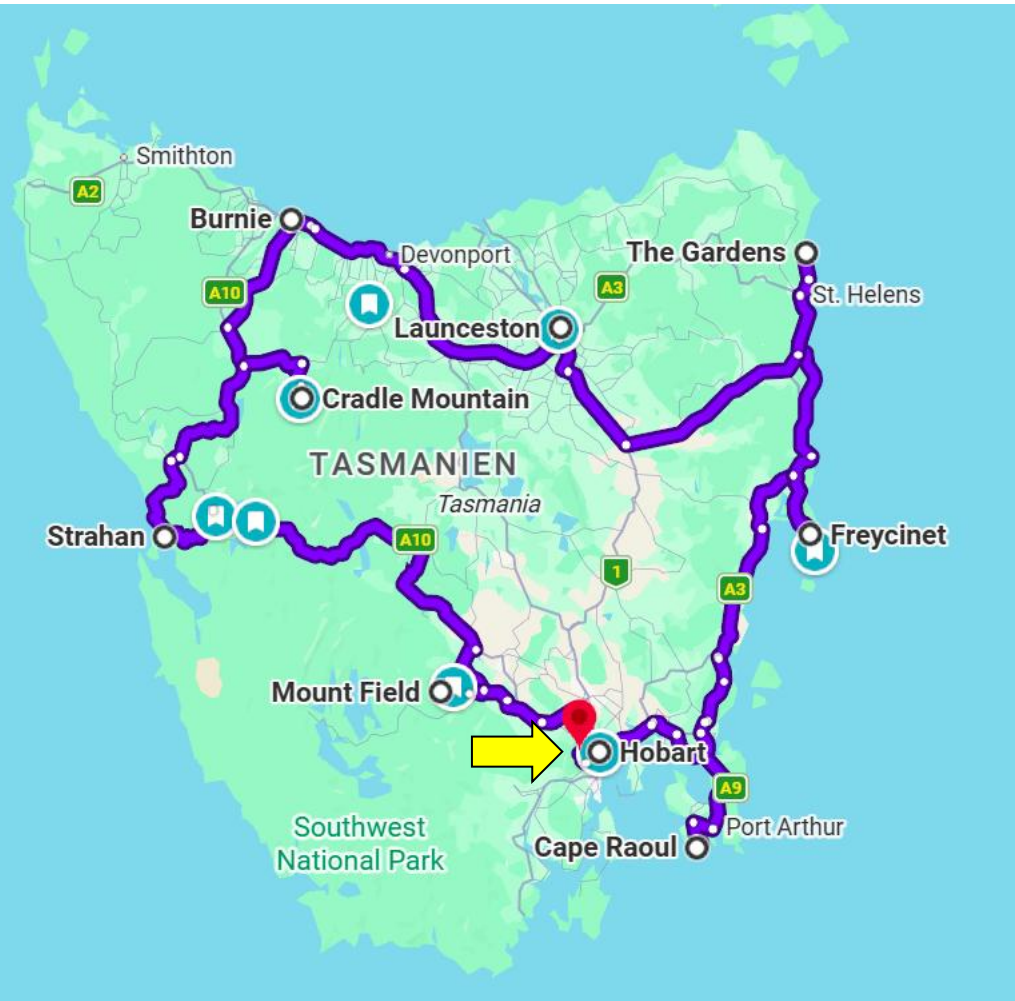 Smithton
A2
Burnie
Devonport
The Gardens
A10
A3
St. Helens
Launceston
Cradle Mountain
TASMANIEN
Tasmania
Strahan
A10
Freycinet
1
A3
Mount Field
Hobart
A9
Southwest
National Park
Port Arthur
Cape Raoul